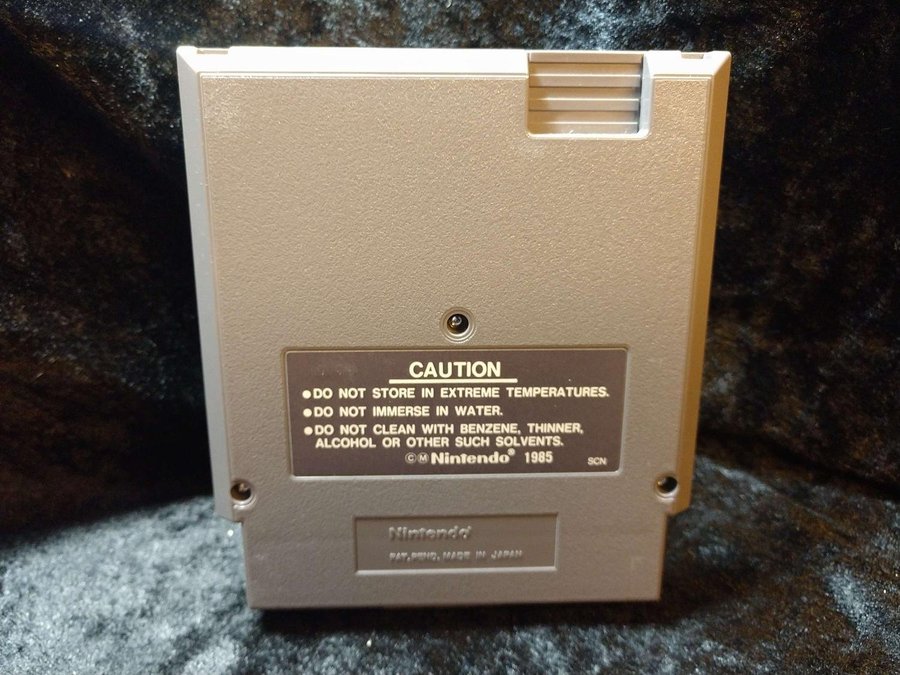 CAUTION
●DO NOT STORE IN EXTREME TEMPERATURES.
●DO NOT IMMERSE IN WATER.
●DO NOT CLEAN WITH BENZENE, THINNER,
ALCOHOL OR OTHER SUCH SOLVENTS.
ⒸⓂNintendo® 1985
SCN
Nintendo
PAT. PEND. MADE IN JAPAN